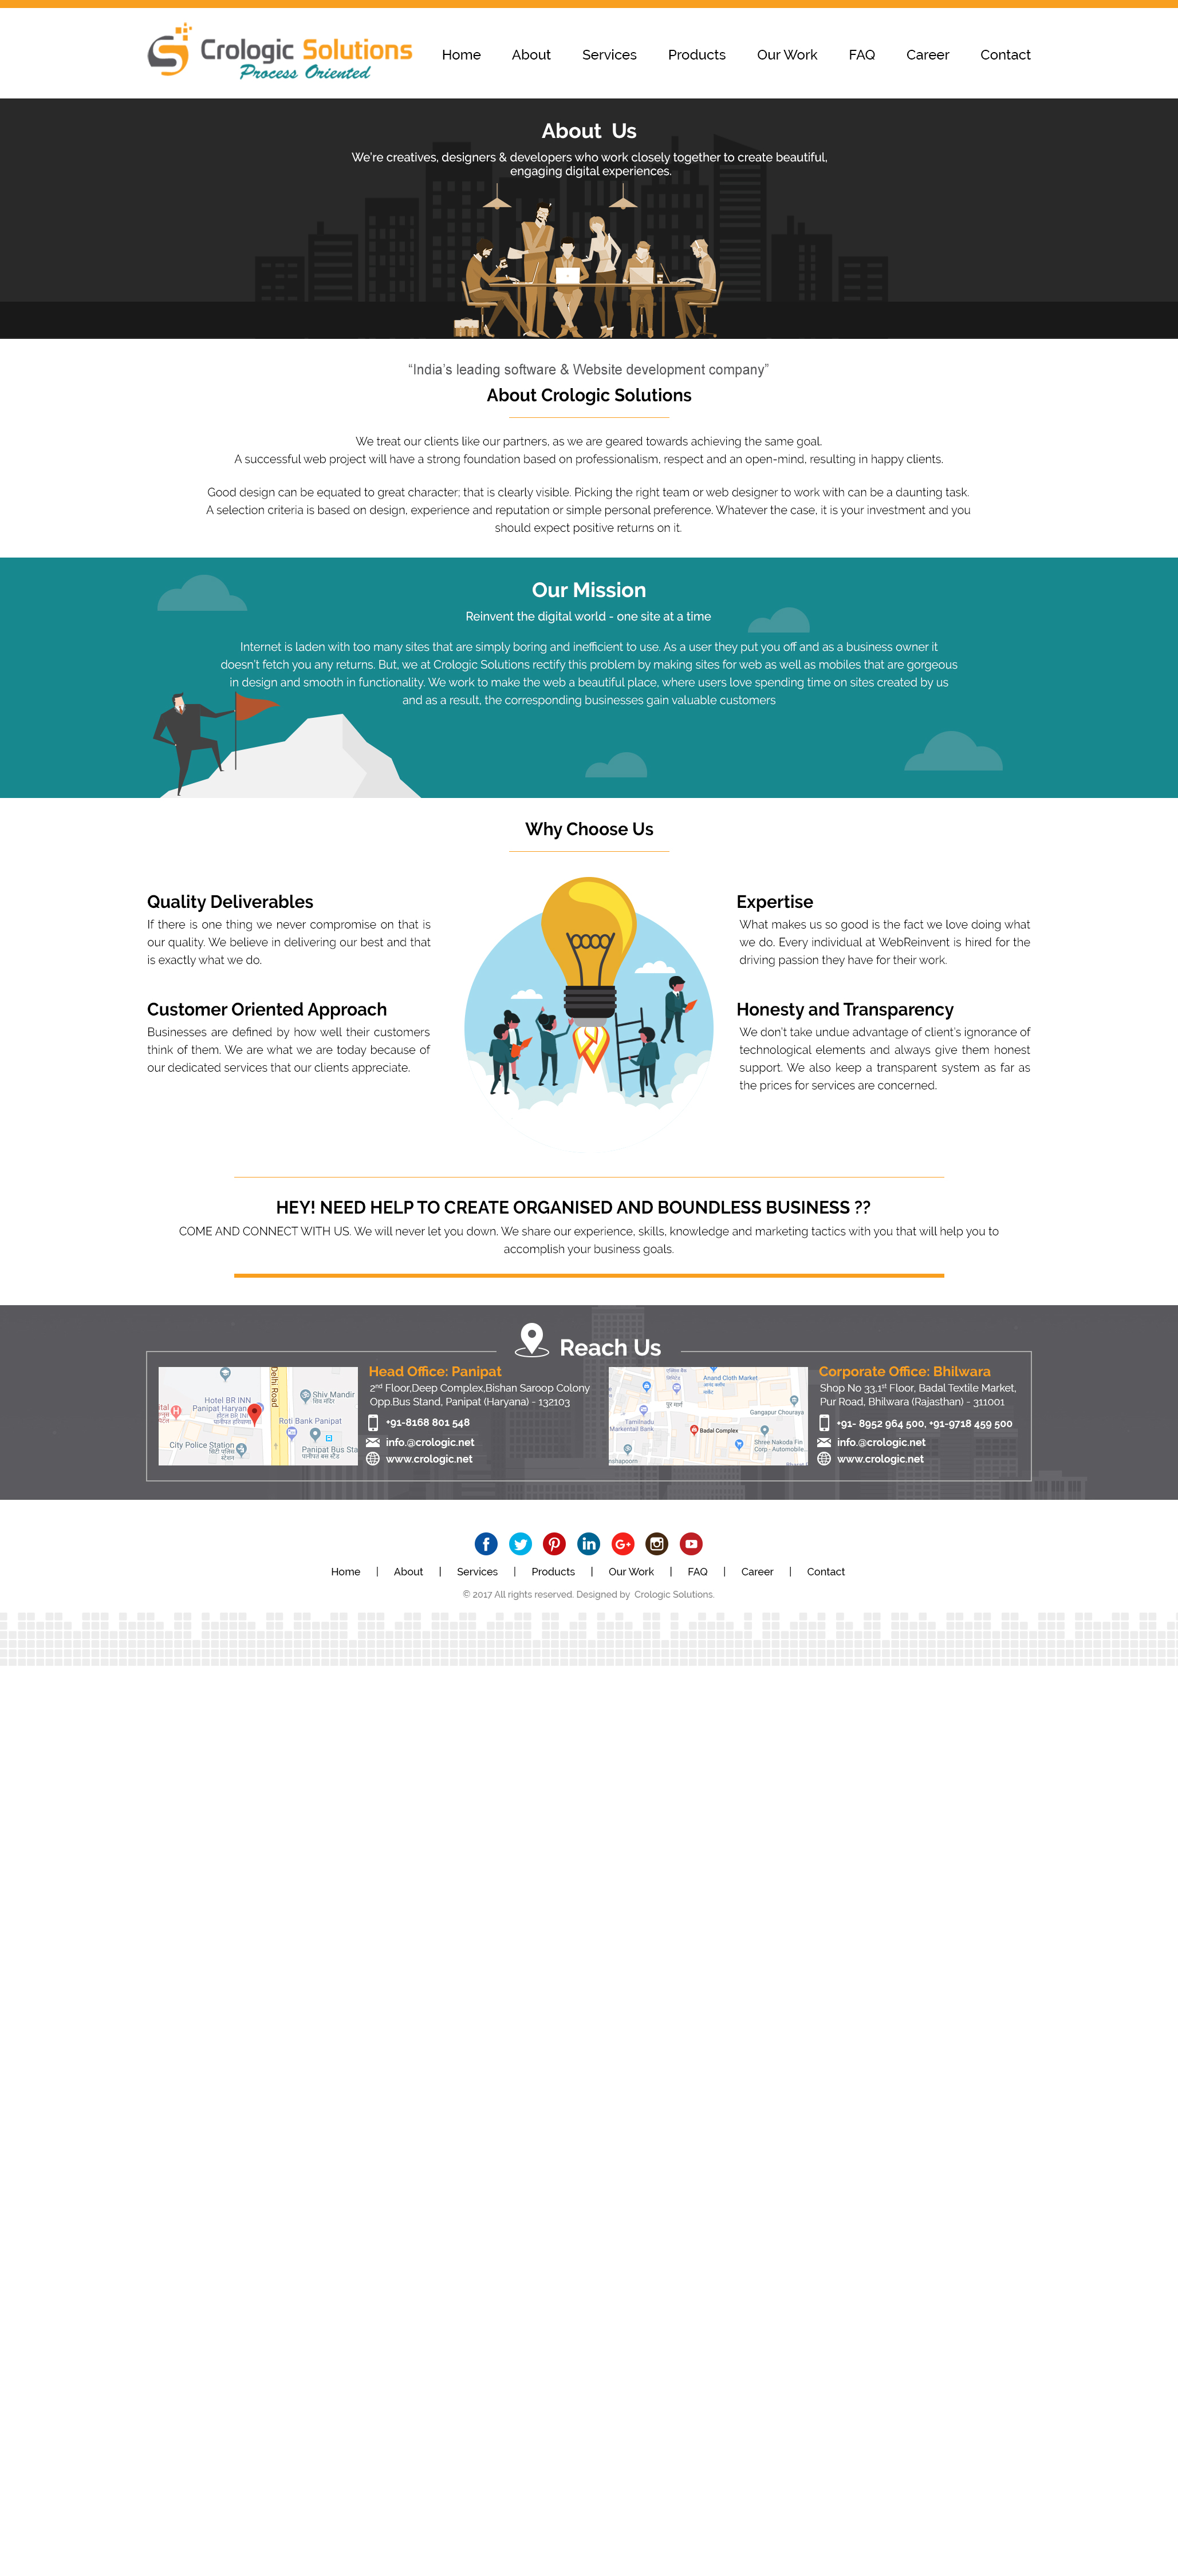 Crologic Solutions
Process Oriented
Home About Services Products Our Work FAQ Career Contact
About Us
We're creatives, designers & developers who work closely together to create beautiful,
engaging digital experiences.
“India’s leading software & Website development company”
About Crologic Solutions
We treat our clients like our partners, as we are geared towards achieving the same goal.
A successful web project will have a strong foundation based on professionalism, respect and an open-mind, resulting in happy clients.
Good design can be equated to great character; that is clearly visible. Picking the right team or web designer to work with can be a daunting task.
A selection criteria is based on design, experience and reputation or simple personal preference. Whatever the case, it is your investment and you
should expect positive returns on it.
Our Mission
Reinvent the digital world - one site at a time
Internet is laden with too many sites that are simply boring and inefficient to use. As a user they put you off and as a business owner it
doesn't fetch you any returns. But, we at Crologic Solutions rectify this problem by making sites for web as well as mobiles that are gorgeous
in design and smooth in functionality. We work to make the web a beautiful place, where users love spending time on sites created by us
and as a result, the corresponding businesses gain valuable customers
Why Choose Us
Quality Deliverables
If there is one thing we never compromise on that is
our quality. We believe in delivering our best and that
is exactly what we do.
Customer Oriented Approach
Businesses are defined by how well their customers
think of them. We are what we are today because of
our dedicated services that our clients appreciate.
Expertise
What makes us so good is the fact we love doing what
we do. Every individual at WebReinvent is hired for the
driving passion they have for their work.
Honesty and Transparency
We don't take undue advantage of client's ignorance of
technological elements and always give them honest
support. We also keep a transparent system as far as
the prices for services are concerned.
HEY! NEED HELP TO CREATE ORGANISED AND BOUNDLESS BUSINESS ??
COME AND CONNECT WITH US. We will never let you down. We share our experience, skills, knowledge and marketing tactics with you that will help you to
accomplish your business goals.
Reach Us
Delhi Road
Hotel BR INN
Panipat Haryana
Shiv Mandir
Roti Bank Panipat
City Police Station
सिटी पुलिस
स्टेशन
Panipat Bus Sta
पानीपत बस स्टैंड
Head Office: Panipat
2nd Floor,Deep Complex,Bishan Saroop Colony
Opp.Bus Stand, Panipat (Haryana) - 132103
+91-8168 801 548
info.@crologic.net
www.crologic.net
Anand Cloth Market
आनंद क्लॉथ
मार्केट
पुर मार्ग
Gangapur Chouraya
Tamilnadu
Markental Bank
Badal Complex
Shree Nakoda Fin
Corp - Automobile
nshapoorn
Corporate Office: Bhilwara
Shop No 33,1st Floor, Badal Textile Market,
Pur Road, Bhilwara (Rajasthan) - 311001
+91- 8952 964 500, +91-9718 459 500
info.@crologic.net
www.crologic.net
Home | About | Services | Products | Our Work | FAQ | Career | Contact
© 2017 All rights reserved. Designed by Crologic Solutions.